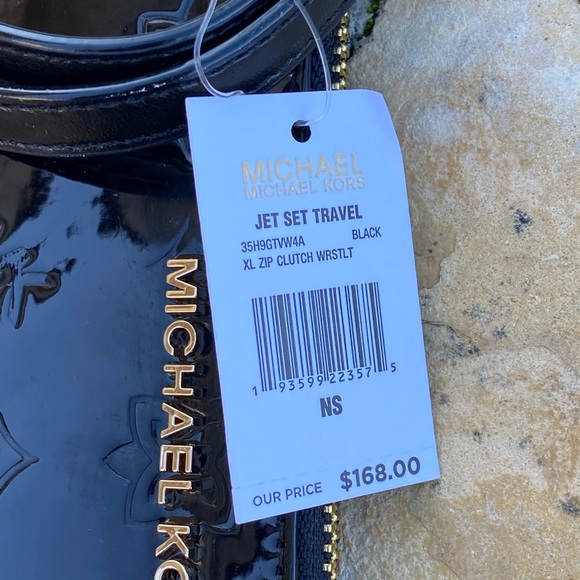 MICHAEL
MICHAEL KORS
JET SET TRAVEL
35H9GTVW4A BLACK
XL ZIP CLUTCH WRSTLT
1 93599 22357 5
NS
OUR PRICE $168.00
MICHAEL KO